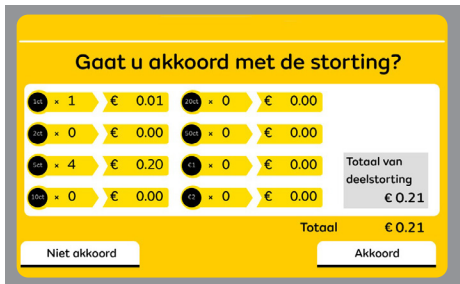 Gaat u akkoord met de storting?
1ct × 1 € 0.01 20ct × 0 € 0.00
2ct × 0 € 0.00 50ct × 0 € 0.00
5ct × 4 € 0.20 €1 × 0 € 0.00
10ct × 0 € 0.00 €2 × 0 € 0.00
Totaal van
deelstorting
€ 0.21
Totaal € 0.21
Niet akkoord Akkoord